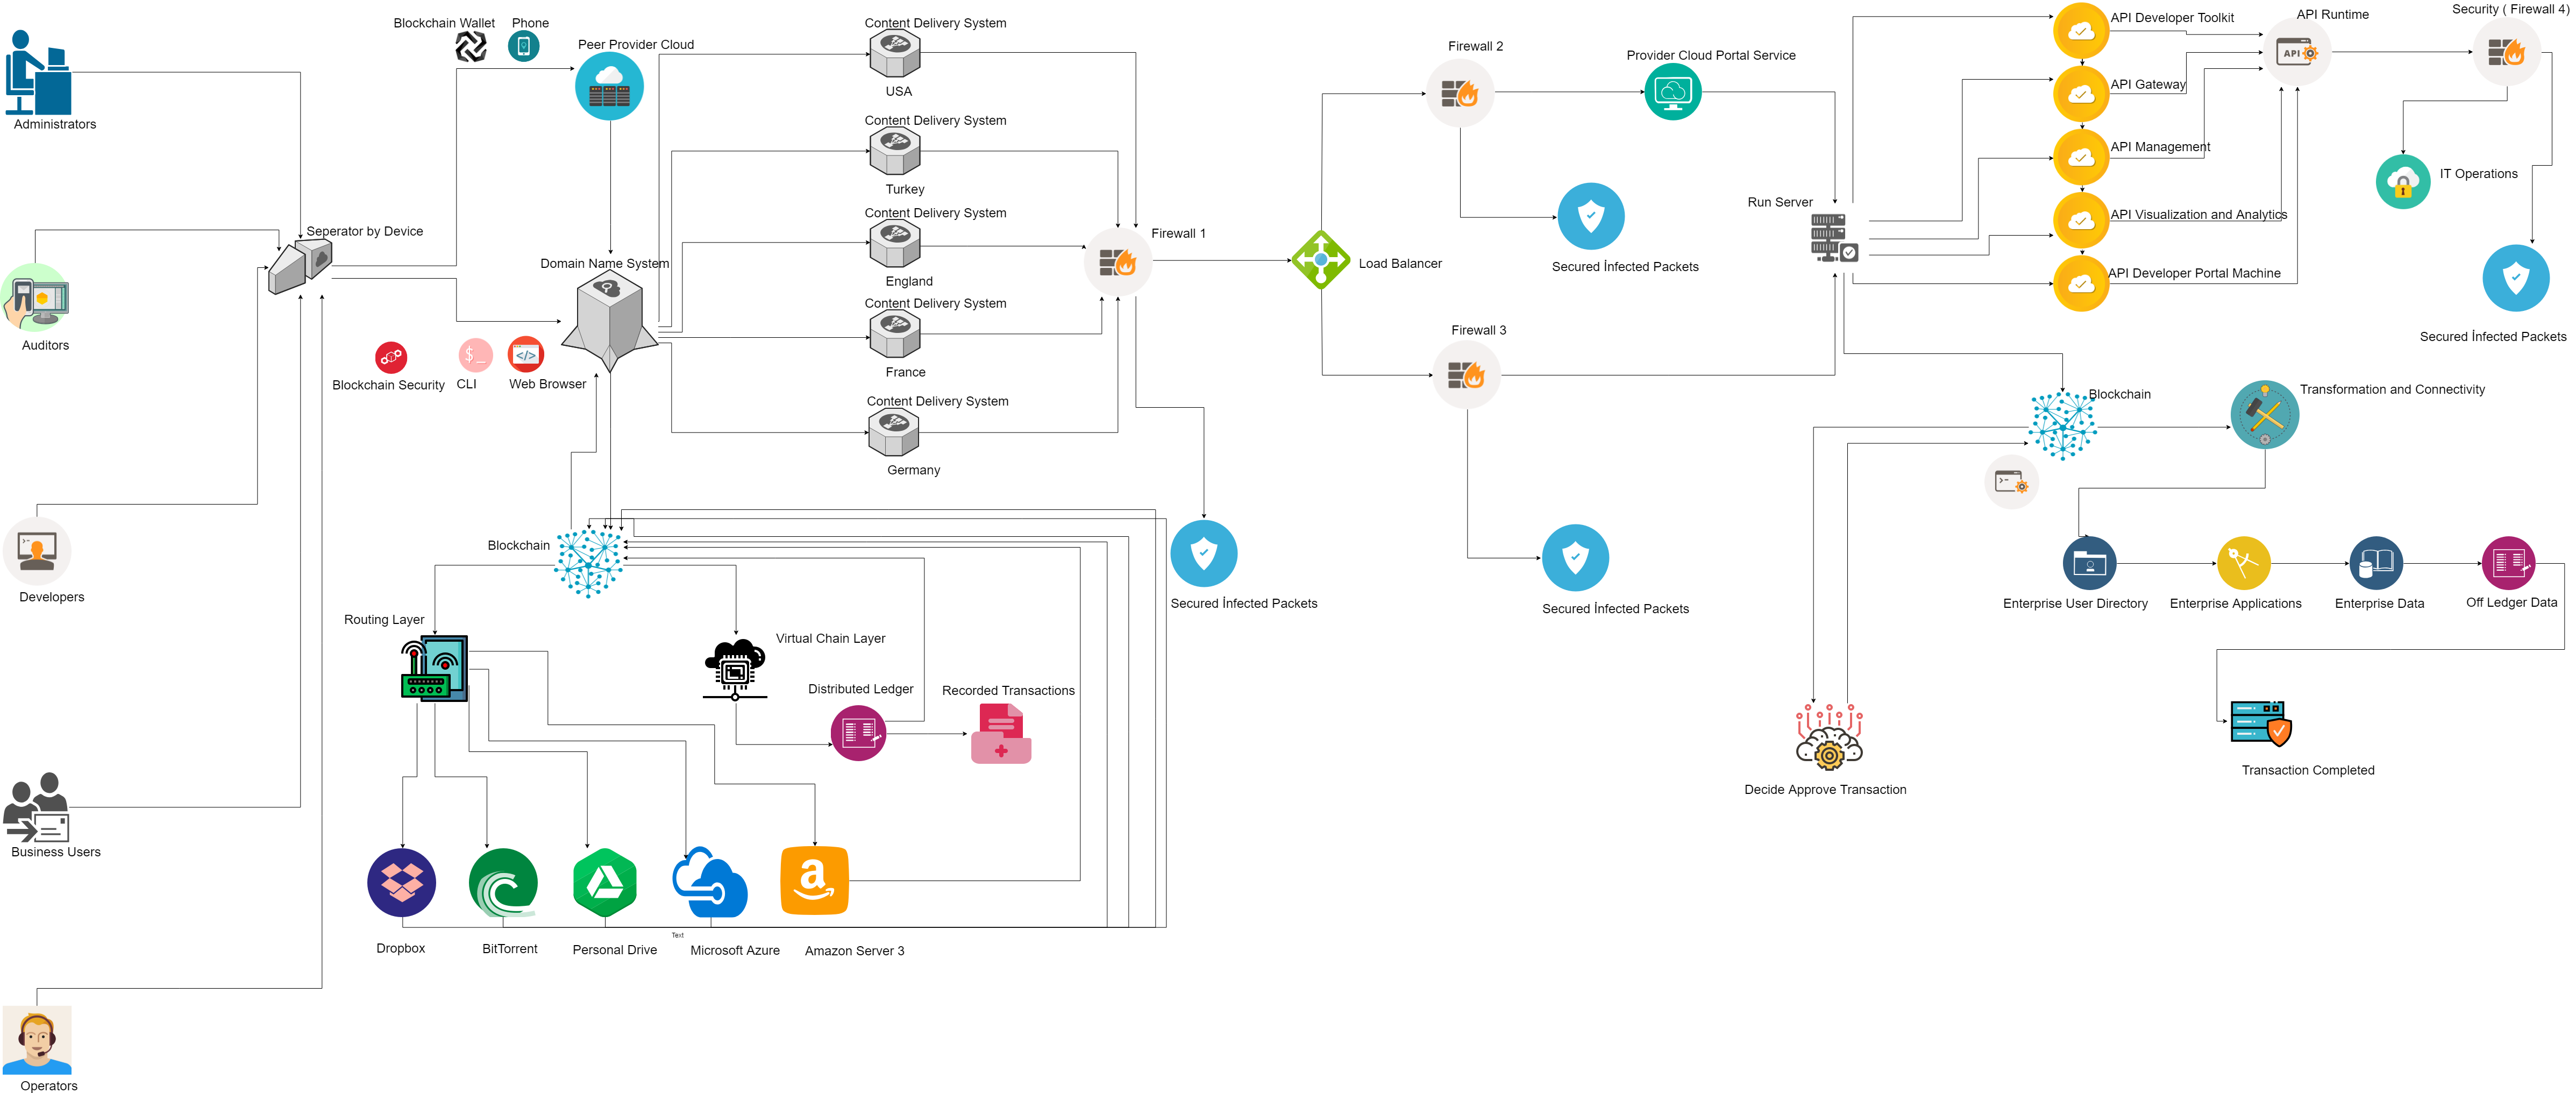 Blockchain Wallet
Phone
Peer Provider Cloud
Content Delivery System
USA
Content Delivery System
Turkey
Content Delivery System
England
Content Delivery System
France
Content Delivery System
Germany
Administrators
Auditors
Developers
Business Users
Operators
Seperator by Device
Domain Name System
Blockchain Security
$_
CLI
</>
Web Browser
Firewall 1
Load Balancer
Firewall 2
Provider Cloud Portal Service
Secured İnfected Packets
Firewall 3
Secured İnfected Packets
Secured İnfected Packets
Run Server
API Developer Toolkit
API Gateway
API Management
API Visualization and Analytics
API Developer Portal Machine
API Runtime
API
Security ( Firewall 4)
IT Operations
Secured İnfected Packets
Blockchain
Transformation and Connectivity
Enterprise User Directory
Enterprise Applications
Enterprise Data
Off Ledger Data
Decide Approve Transaction
Transaction Completed
Blockchain
Routing Layer
Virtual Chain Layer
Distributed Ledger
Recorded Transactions
a
Text
Dropbox
BitTorrent
Personal Drive
Microsoft Azure
Amazon Server 3